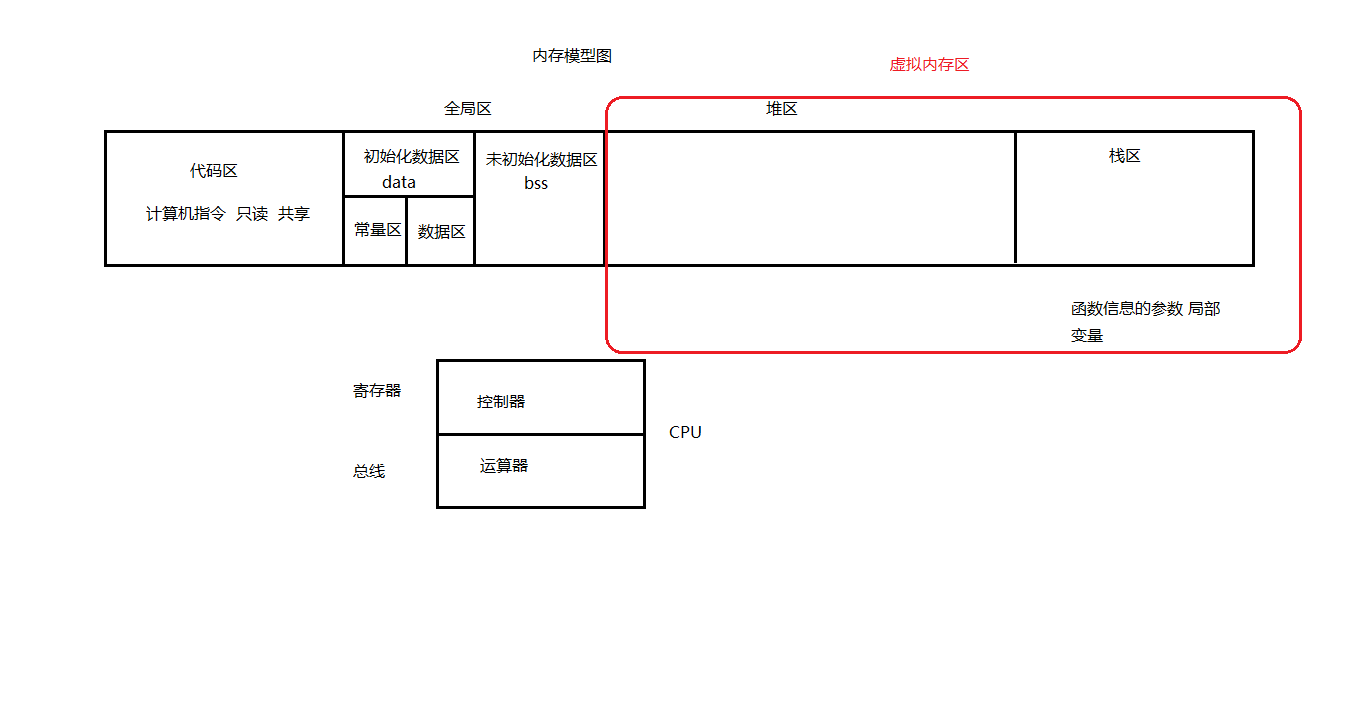 内存模型图
虚拟内存区
全局区
堆区
代码区
计算机指令 只读 共享
初始化数据区
data
常量区
数据区
未初始化数据区
bss
栈区
函数信息的参数 局部
变量
寄存器
控制器
CPU
总线
运算器